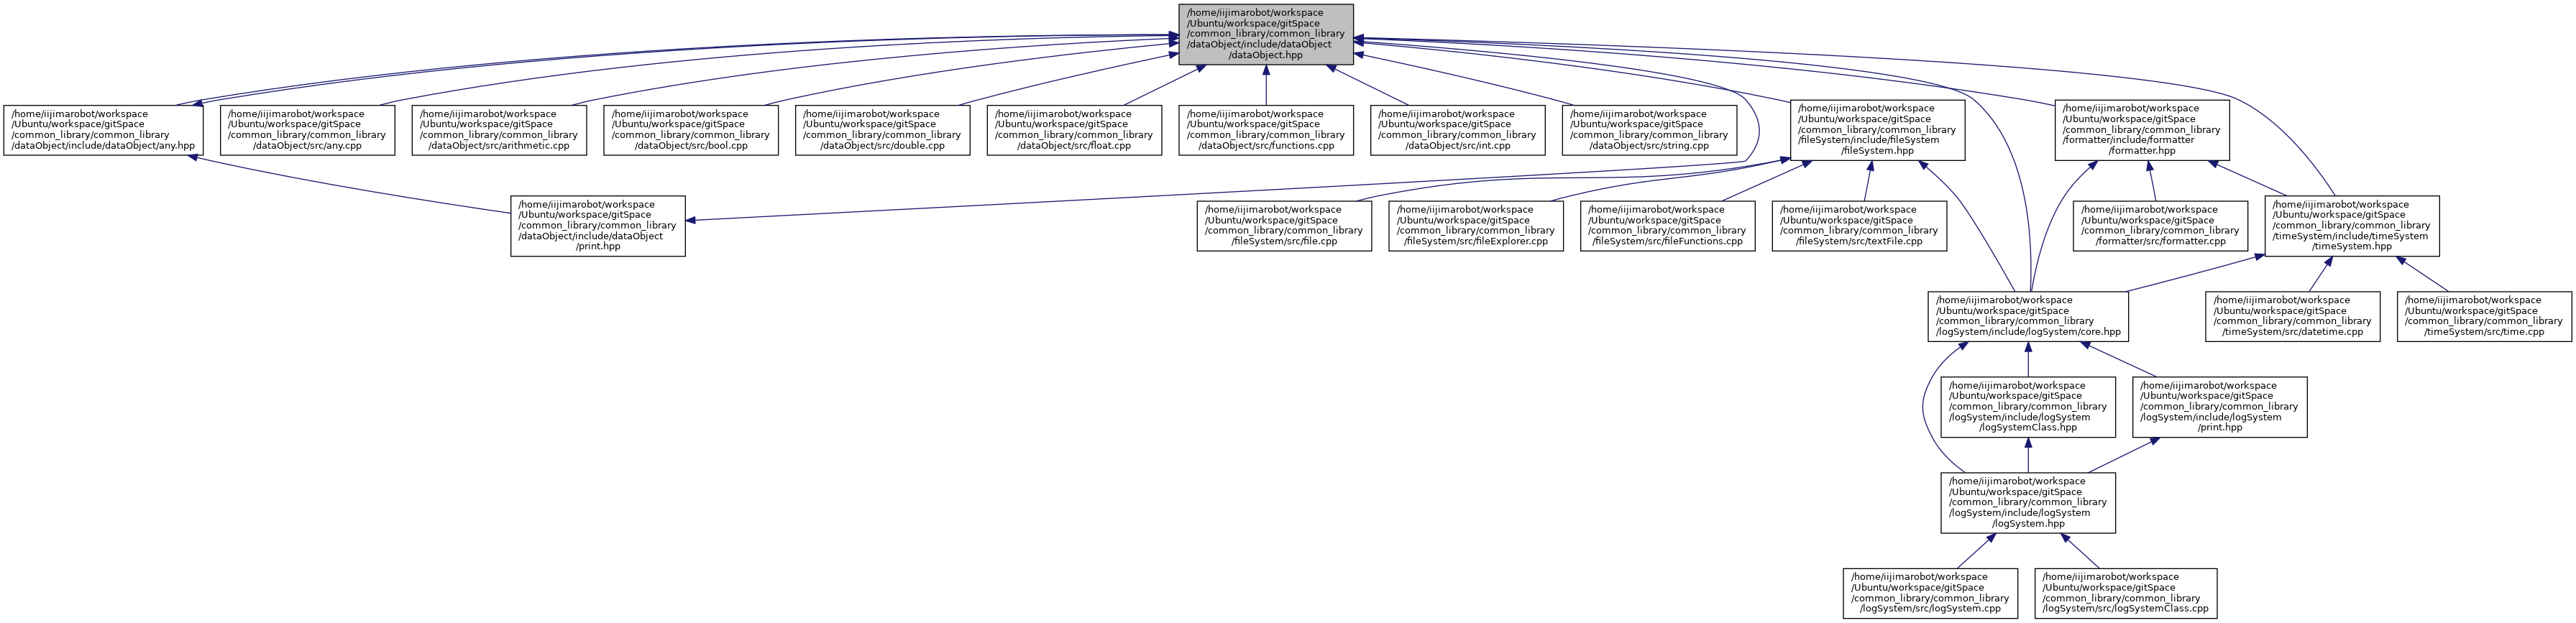 /home/iijimarobot/workspace
/Ubuntu/workspace/gitSpace
/common_library/common_library
/dataObject/include/dataObject
/dataObject.hpp
/home/iijimarobot/workspace
/Ubuntu/workspace/gitSpace
/common_library/common_library
/dataObject/include/dataObject/any.hpp
/home/iijimarobot/workspace
/Ubuntu/workspace/gitSpace
/common_library/common_library
/dataObject/src/any.cpp
/home/iijimarobot/workspace
/Ubuntu/workspace/gitSpace
/common_library/common_library
/dataObject/src/arithmetic.cpp
/home/iijimarobot/workspace
/Ubuntu/workspace/gitSpace
/common_library/common_library
/dataObject/src/bool.cpp
/home/iijimarobot/workspace
/Ubuntu/workspace/gitSpace
/common_library/common_library
/dataObject/src/double.cpp
/home/iijimarobot/workspace
/Ubuntu/workspace/gitSpace
/common_library/common_library
/dataObject/src/float.cpp
/home/iijimarobot/workspace
/Ubuntu/workspace/gitSpace
/common_library/common_library
/dataObject/src/functions.cpp
/home/iijimarobot/workspace
/Ubuntu/workspace/gitSpace
/common_library/common_library
/dataObject/src/int.cpp
/home/iijimarobot/workspace
/Ubuntu/workspace/gitSpace
/common_library/common_library
/dataObject/src/string.cpp
/home/iijimarobot/workspace
/Ubuntu/workspace/gitSpace
/common_library/common_library
/fileSystem/include/fileSystem
/fileSystem.hpp
/home/iijimarobot/workspace
/Ubuntu/workspace/gitSpace
/common_library/common_library
/formatter/include/formatter
/formatter.hpp
/home/iijimarobot/workspace
/Ubuntu/workspace/gitSpace
/common_library/common_library
/dataObject/include/dataObject
/print.hpp
/home/iijimarobot/workspace
/Ubuntu/workspace/gitSpace
/common_library/common_library
/fileSystem/src/file.cpp
/home/iijimarobot/workspace
/Ubuntu/workspace/gitSpace
/common_library/common_library
/fileSystem/src/fileExplorer.cpp
/home/iijimarobot/workspace
/Ubuntu/workspace/gitSpace
/common_library/common_library
/fileSystem/src/fileFunctions.cpp
/home/iijimarobot/workspace
/Ubuntu/workspace/gitSpace
/common_library/common_library
/fileSystem/src/textFile.cpp
/home/iijimarobot/workspace
/Ubuntu/workspace/gitSpace
/common_library/common_library
/formatter/src/formatter.cpp
/home/iijimarobot/workspace
/Ubuntu/workspace/gitSpace
/common_library/common_library
/timeSystem/include/timeSystem
/timeSystem.hpp
/home/iijimarobot/workspace
/Ubuntu/workspace/gitSpace
/common_library/common_library
/logSystem/include/logSystem/core.hpp
/home/iijimarobot/workspace
/Ubuntu/workspace/gitSpace
/common_library/common_library
/timeSystem/src/datetime.cpp
/home/iijimarobot/workspace
/Ubuntu/workspace/gitSpace
/common_library/common_library
/timeSystem/src/time.cpp
/home/iijimarobot/workspace
/Ubuntu/workspace/gitSpace
/common_library/common_library
/logSystem/include/logSystem
/logSystemClass.hpp
/home/iijimarobot/workspace
/Ubuntu/workspace/gitSpace
/common_library/common_library
/logSystem/include/logSystem
/print.hpp
/home/iijimarobot/workspace
/Ubuntu/workspace/gitSpace
/common_library/common_library
/logSystem/include/logSystem
/logSystem.hpp
/home/iijimarobot/workspace
/Ubuntu/workspace/gitSpace
/common_library/common_library
/logSystem/src/logSystem.cpp
/home/iijimarobot/workspace
/Ubuntu/workspace/gitSpace
/common_library/common_library
/logSystem/src/logSystemClass.cpp